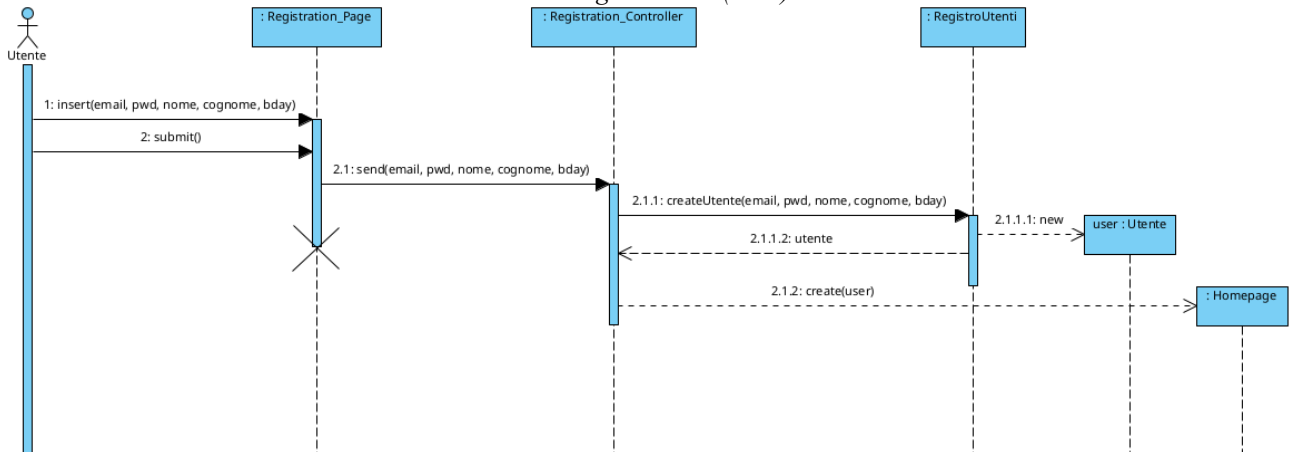 : Registration_Page
: Registration_Controller
: RegistroUtenti
Utente
1: insert(email, pwd, nome, cognome, bday)
2: submit()
2.1: send(email, pwd, nome, cognome, bday)
2.1.1: createUtente(email, pwd, nome, cognome, bday)
2.1.1.1: new
user : Utente
2.1.1.2: utente
2.1.2: create(user)
: Homepage